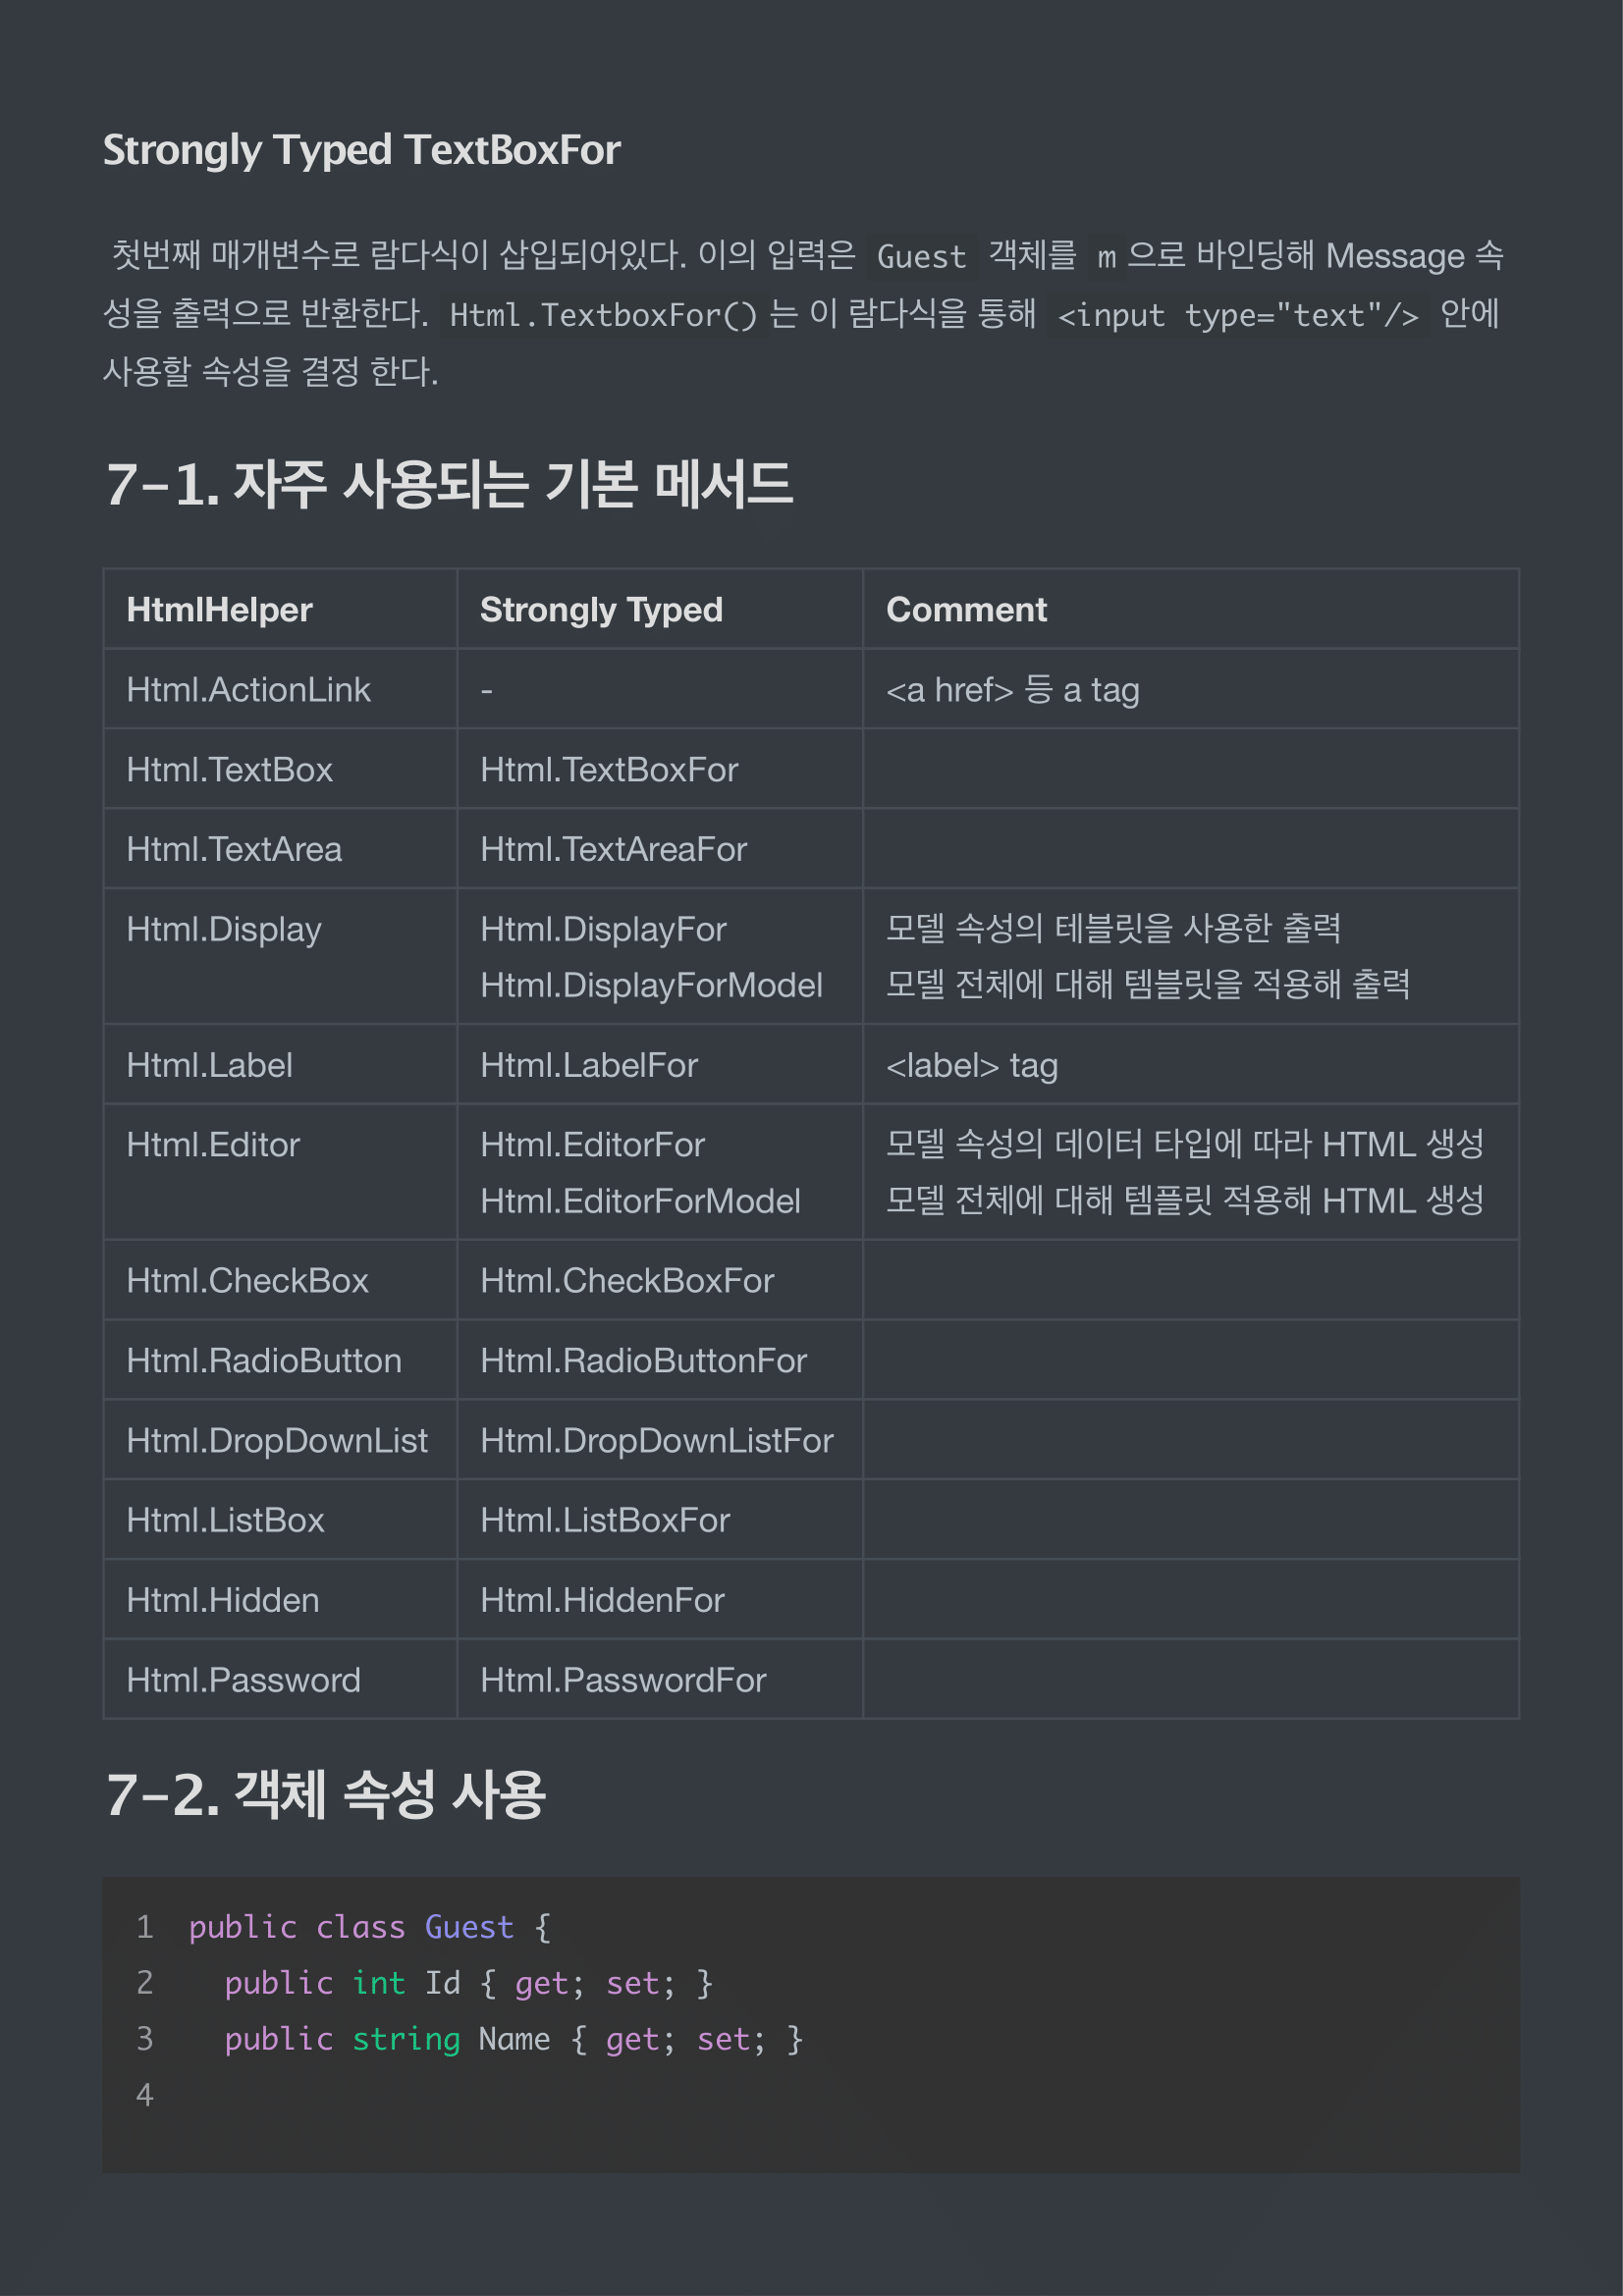 Strongly Typed TextBoxFor
첫번째 매개변수로 람다식이 삽입되어있다. 이의 입력은 Guest 객체를 m으로 바인딩해 Message 속
성을 출력으로 반환한다. Html.TextboxFor()는 이 람다식을 통해 <input type="text"/> 안에
사용할 속성을 결정 한다.
7-1. 자주 사용되는 기본 메서드
HtmlHelper Strongly Typed Comment
Html.ActionLink - <a href> 등 a tag
Html.TextBox Html.TextBoxFor
Html.TextArea Html.TextAreaFor
Html.Display Html.DisplayFor 모델 속성의 테블릿을 사용한 출력
Html.DisplayForModel 모델 전체에 대해 템블릿을 적용해 출력
Html.Label Html.LabelFor <label> tag
Html.Editor Html.EditorFor 모델 속성의 데이터 타입에 따라 HTML 생성
Html.EditorForModel 모델 전체에 대해 템플릿 적용해 HTML 생성
Html.CheckBox Html.CheckBoxFor
Html.RadioButton Html.RadioButtonFor
Html.DropDownList Html.DropDownListFor
Html.ListBox Html.ListBoxFor
Html.Hidden Html.HiddenFor
Html.Password Html.PasswordFor
7-2. 객체 속성 사용
1 public class Guest {
2 public int Id { get; set; }
3 public string Name { get; set; }
4